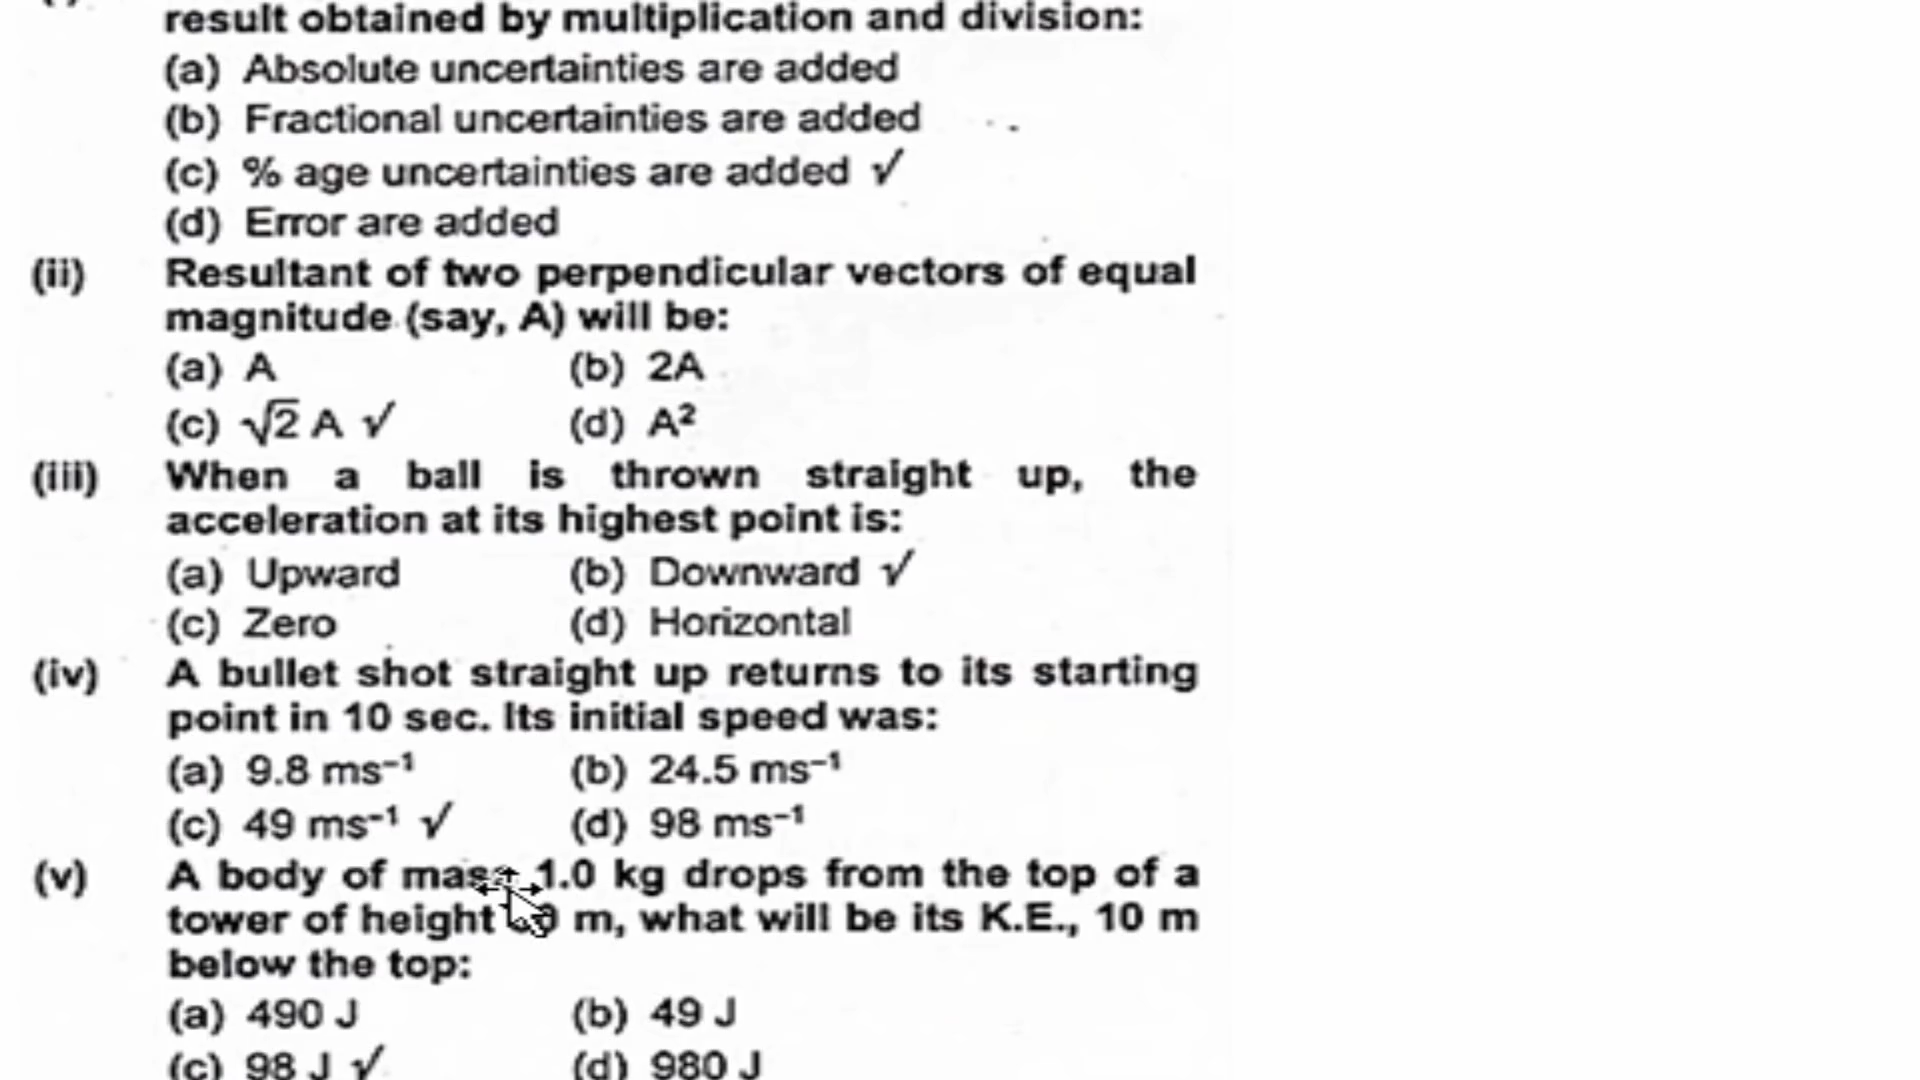 result obtained by multiplication and division:
(a) Absolute uncertainties are added
(b) Fractional uncertainties are added
(c) % age uncertainties are added ✓
(d) Error are added
(ii) Resultant of two perpendicular vectors of equal
magnitude (say, A) will be:
(a) A (b) 2A
(c) √2 A ✓ (d) A²
(iii) When a ball is thrown straight up, the
acceleration at its highest point is:
(a) Upward (b) Downward ✓
(c) Zero (d) Horizontal
(iv) A bullet shot straight up returns to its starting
point in 10 sec. Its initial speed was:
(a) 9.8 ms⁻¹ (b) 24.5 ms⁻¹
(c) 49 ms⁻¹ ✓ (d) 98 ms⁻¹
(v) A body of mass 1.0 kg drops from the top of a
tower of height m, what will be its K.E., 10 m
below the top:
(a) 490 J (b) 49 J
(c) 98 J ✓ (d) 980 J